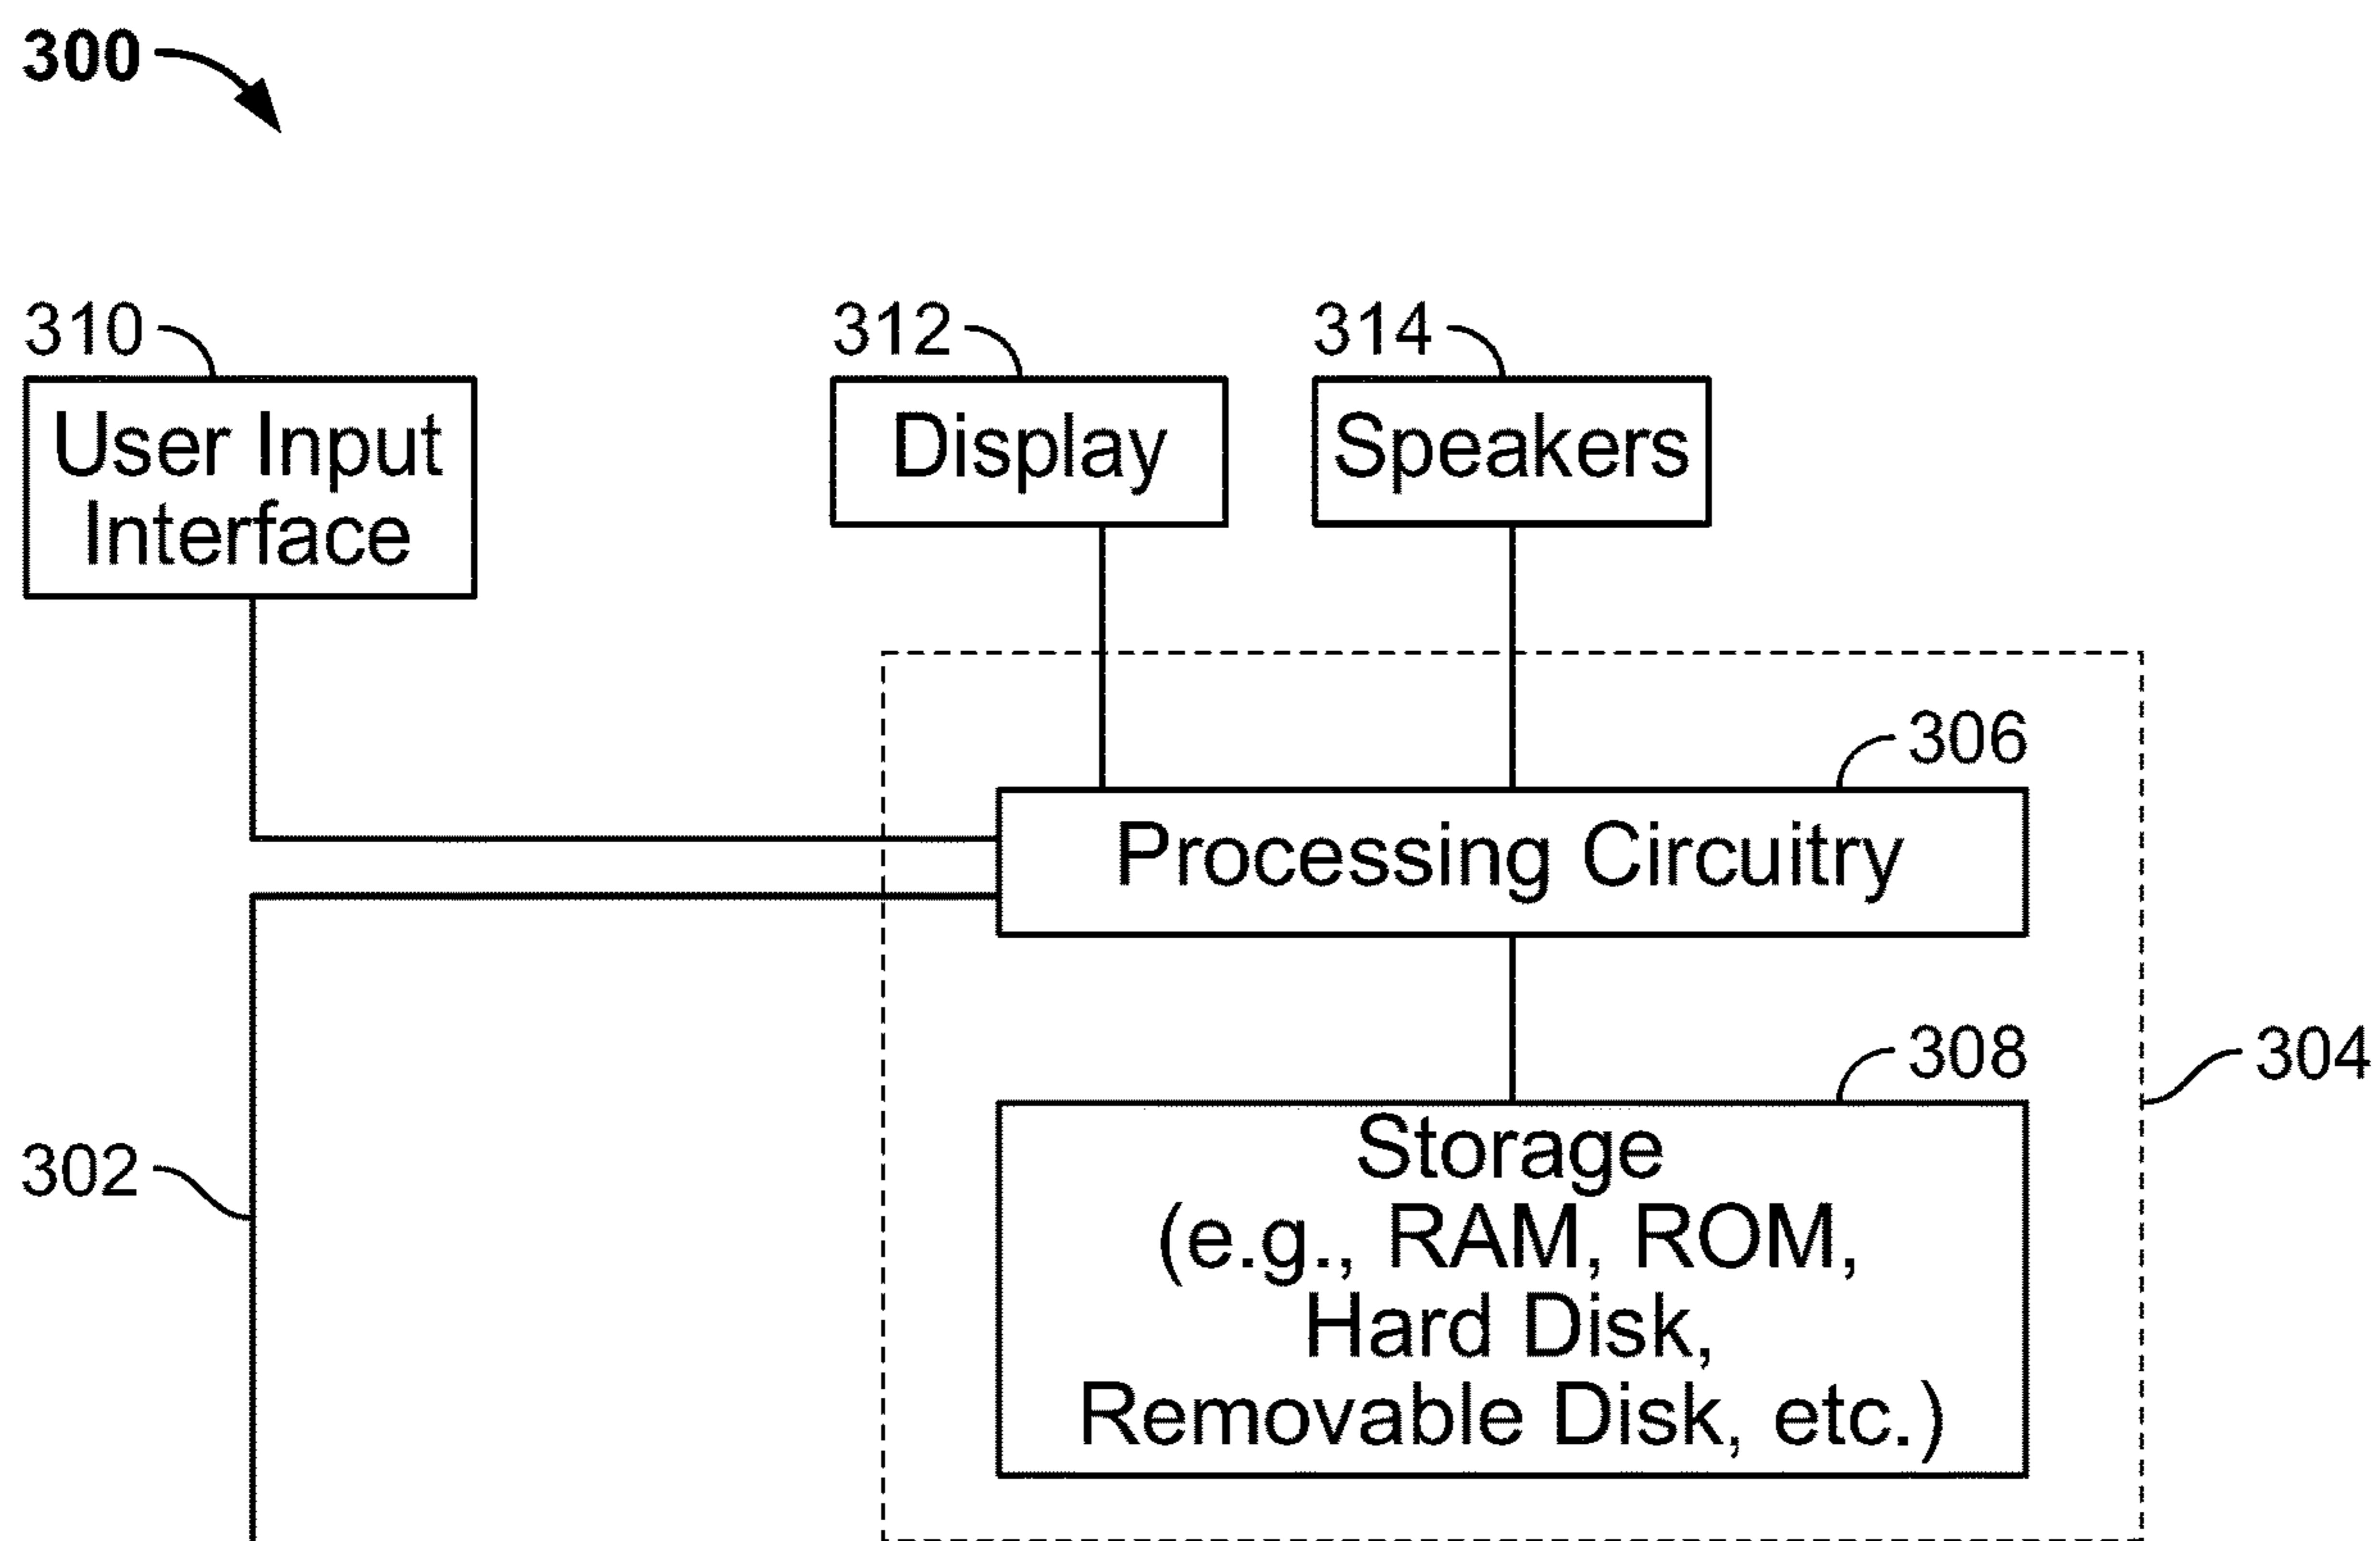 300
310
312
314
User Input
Interface
Display
Speakers
306
Processing Circuitry
308
304
302
Storage
(e.g., RAM, ROM,
Hard Disk,
Removable Disk, etc.)